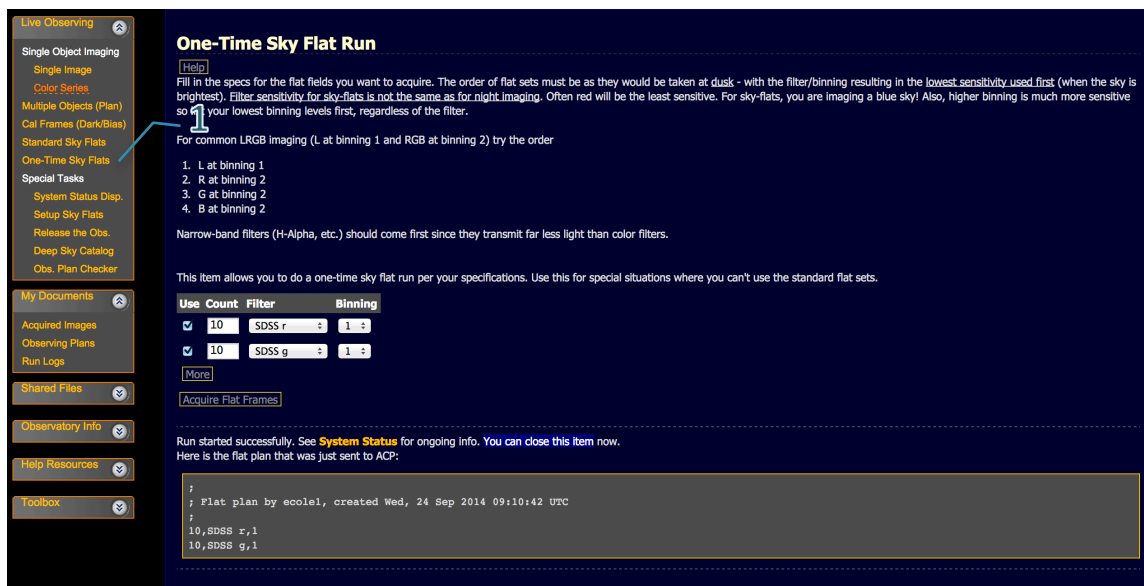 Live Observing
Single Object Imaging
Single Image
Color Series
Multiple Objects (Plan)
Cal Frames (Dark/Bias)
Standard Sky Flats
One-Time Sky Flats
Special Tasks
System Status Disp.
Setup Sky Flats
Release the Obs.
Deep Sky Catalog
Obs. Plan Checker
My Documents
Acquired Images
Observing Plans
Run Logs
Shared Files
Observatory Info
Help Resources
Toolbox
1
One-Time Sky Flat Run
Help
Fill in the specs for the flat fields you want to acquire. The order of flat sets must be as they would be taken at dusk - with the filter/binning resulting in the lowest sensitivity used first (when the sky is
brightest). Filter sensitivity for sky-flats is not the same as for night imaging. Often red will be the least sensitive. For sky-flats, you are imaging a blue sky! Also, higher binning is much more sensitive
so your lowest binning levels first, regardless of the filter.
For common LRGB imaging (L at binning 1 and RGB at binning 2) try the order
1. L at binning 1
2. R at binning 2
3. G at binning 2
4. B at binning 2
Narrow-band filters (H-Alpha, etc.) should come first since they transmit far less light than color filters.
This item allows you to do a one-time sky flat run per your specifications. Use this for special situations where you can't use the standard flat sets.
Use Count Filter Binning
10 SDSS r 1
10 SDSS g 1
More
Acquire Flat Frames
Run started successfully. See System Status for ongoing info. You can close this item now.
Here is the flat plan that was just sent to ACP:
;
; Flat plan by ecole1, created Wed, 24 Sep 2014 09:10:42 UTC
;
10,SDSS r,1
10,SDSS g,1